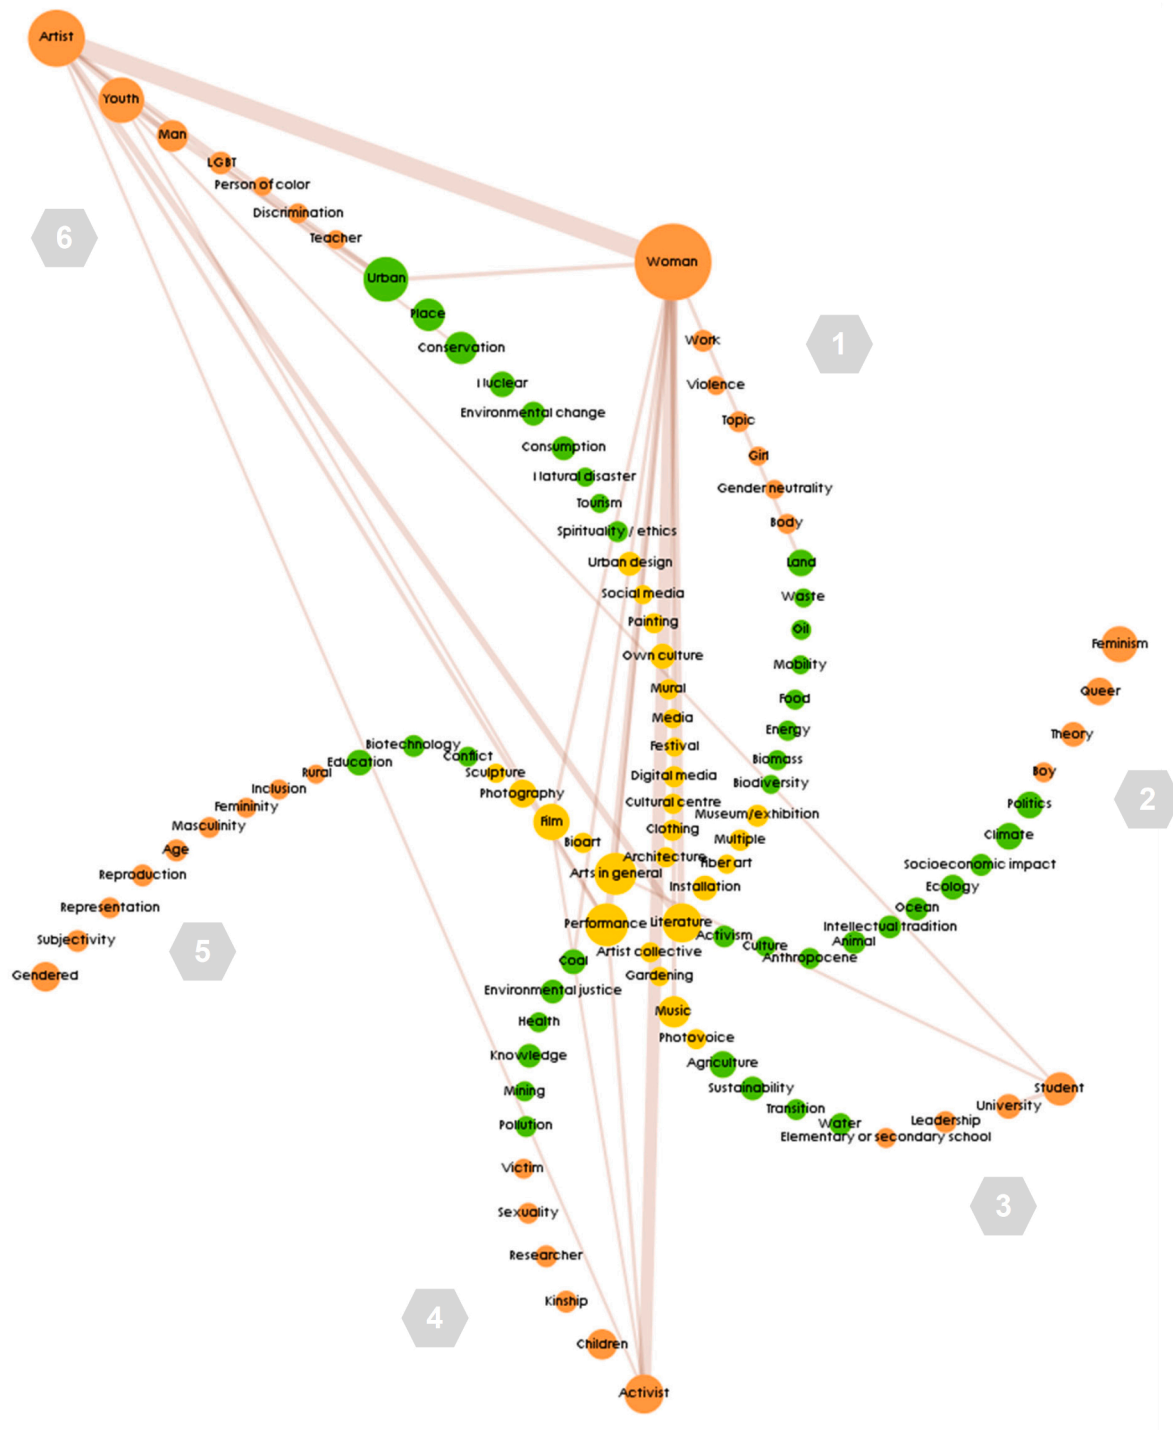 Artist
Youth
Man
LGBT
Person of color
Discrimination
Teacher
6
Urban
Woman
Place
Conservation
Nuclear
Environmental change
Consumption
Natural disaster
Tourism
Spirituality / ethics
Urban design
Social media
Painting
Own culture
Mural
Media
Festival
Digital media
Cultural centre
Clothing
Architecture
Arts in general
Work
1
Violence
Topic
Girl
Gender neutrality
Body
Land
Waste
Oil
Mobility
Food
Energy
Biomass
Biodiversity
Museum/exhibition
Multiple
Fiber art
Installation
Literature
Feminism
Queer
Theory
Boy
2
Politics
Climate
Socioeconomic impact
Ecology
Ocean
Intellectual tradition
Animal
Anthropocene
Culture
Activism
Biotechnology
Conflict
Education
Sculpture
Rural
Photography
Inclusion
Femininity
Film
Masculinity
Bioart
Age
Reproduction
Representation
Subjectivity
5
Gendered
Performance
Artist collective
Coal
Gardening
Environmental justice
Music
Health
Photovoice
Knowledge
Agriculture
Mining
Sustainability
Student
Transition
University
Water
Leadership
Elementary or secondary school
Pollution
Victim
Sexuality
3
Researcher
Kinship
4
Children
Activist